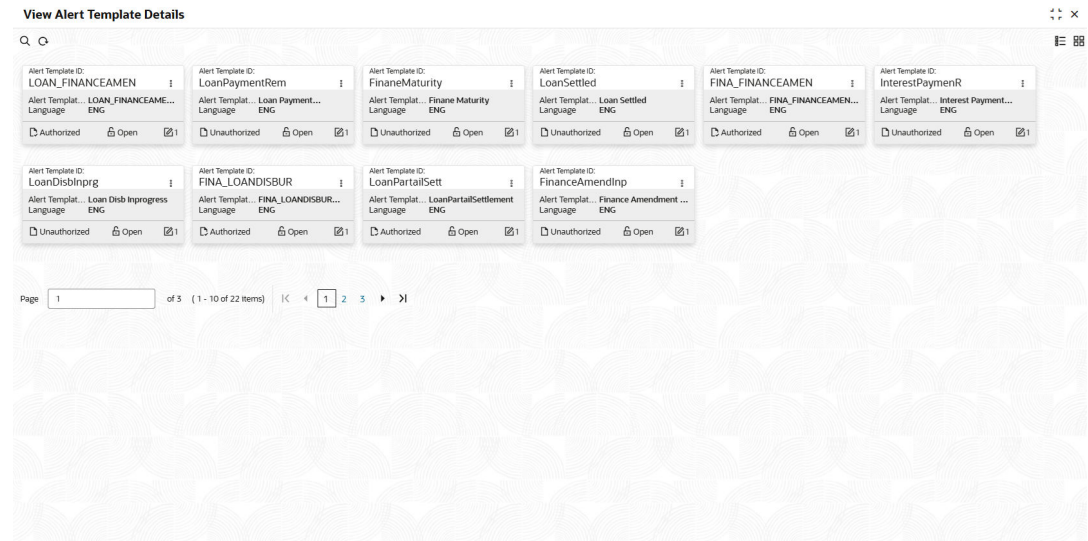 View Alert Template Details
Alert Template ID: Alert Template ID: Alert Template ID: Alert Template ID: Alert Template ID: Alert Template ID:
LOAN_FINANCEAMEN LoanPaymentRem FinaneMaturity LoanSettled FINA_FINANCEAMEN InterestPaymenR
Alert Templat... LOAN_FINANCEAME... Alert Templat... Loan Payment... Alert Templat... Finane Maturity Alert Templat... Loan Settled Alert Templat... FINA_FINANCEAMEN... Alert Templat... Interest Payment...
Language ENG Language ENG Language ENG Language ENG Language ENG Language ENG
Authorized Open 1 Unauthorized Open 1 Unauthorized Open 1 Unauthorized Open 1 Authorized Open 1 Unauthorized Open 1
Alert Template ID: Alert Template ID: Alert Template ID: Alert Template ID:
LoanDisbInprg FINA_LOANDISBUR LoanPartailSett FinanceAmendInp
Alert Templat... Loan Disb Inprogress Alert Templat... FINA_LOANDISBUR... Alert Templat... LoanPartailSettlement Alert Templat... Finance Amendment ...
Language ENG Language ENG Language ENG Language ENG
Unauthorized Open 1 Authorized Open 1 Authorized Open 1 Unauthorized Open 1
Page 1 of 3 ( 1 - 10 of 22 items) 1 2 3